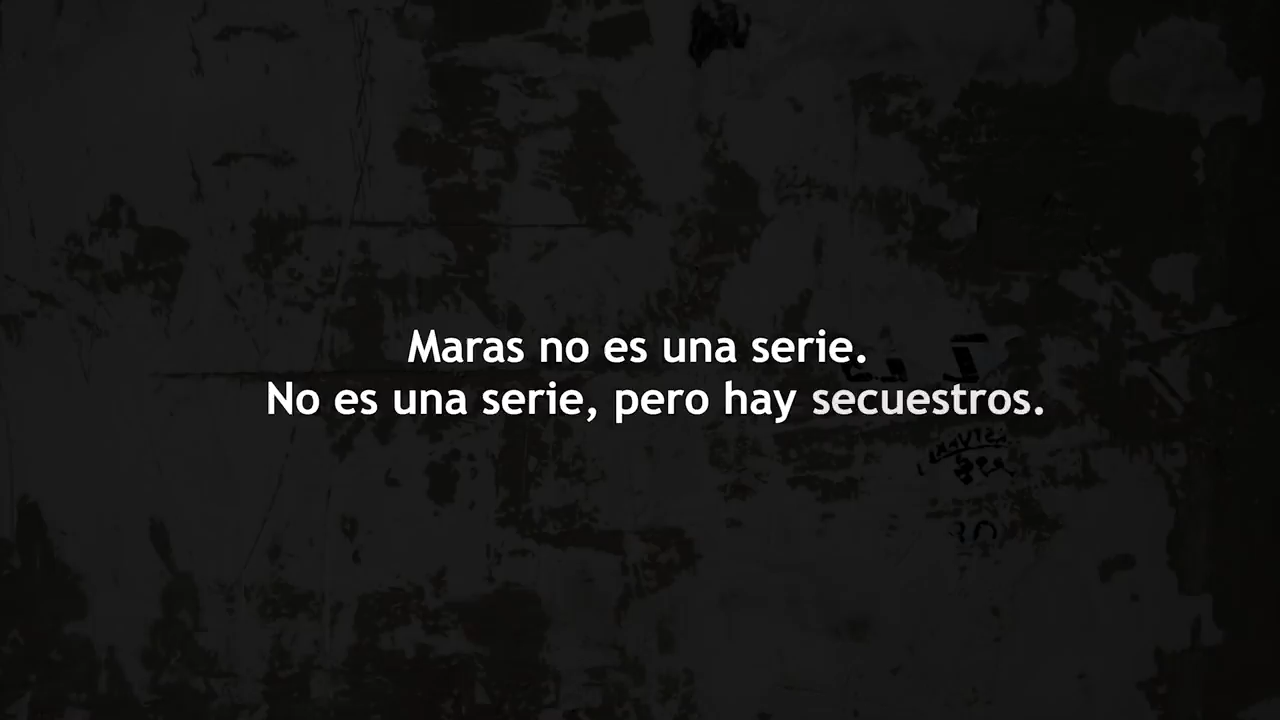 Maras no es una serie.
No es una serie, pero hay secuestros.